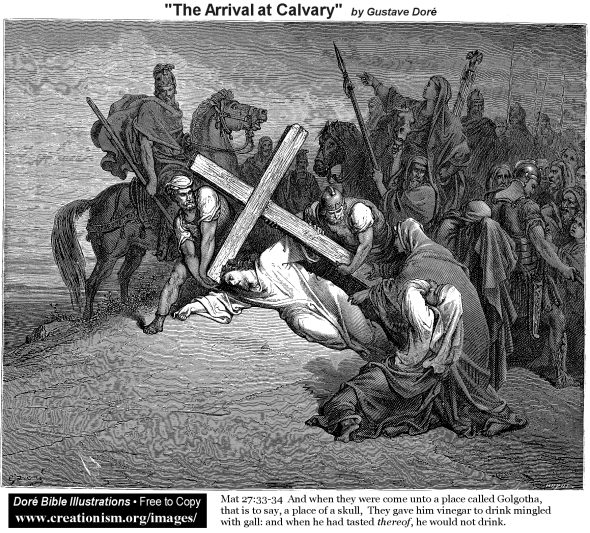 "The Arrival at Calvary" by Gustave Doré
Doré Bible Illustrations • Free to Copy
www.creationism.org/images/
Mat 27:33-34 And when they were come unto a place called Golgotha,
that is to say, a place of a skull, They gave him vinegar to drink mingled
with gall: and when he had tasted thereof, he would not drink.